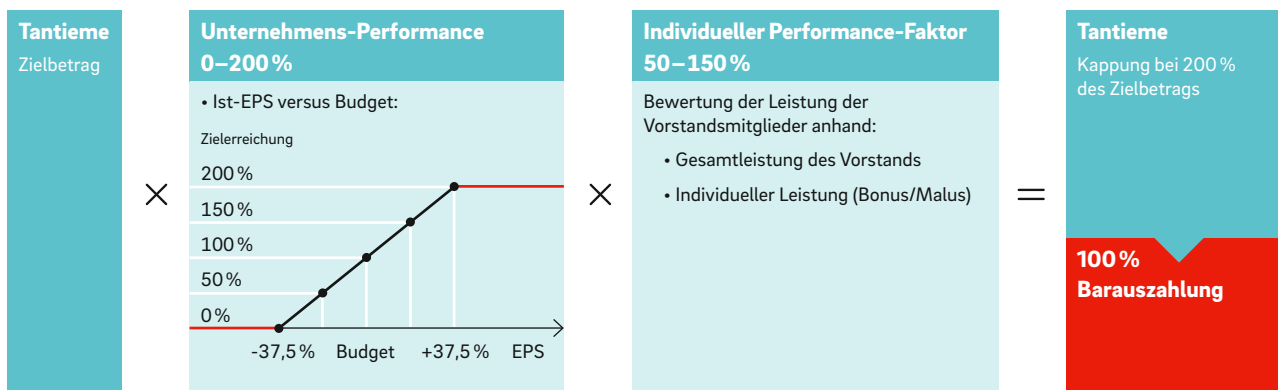 Tantieme
Zielbetrag
×
Unternehmens-Performance
0–200 %
• Ist-EPS versus Budget:
Zielerreichung
200 %
150 %
100 %
50 %
0 %
-37,5 %
Budget
+37,5 %
EPS
×
Individueller Performance-Faktor
50–150 %
Bewertung der Leistung der
Vorstandsmitglieder anhand:
• Gesamtleistung des Vorstands
• Individueller Leistung (Bonus/Malus)
=
Tantieme
Kappung bei 200 %
des Zielbetrags
100 %
Barauszahlung